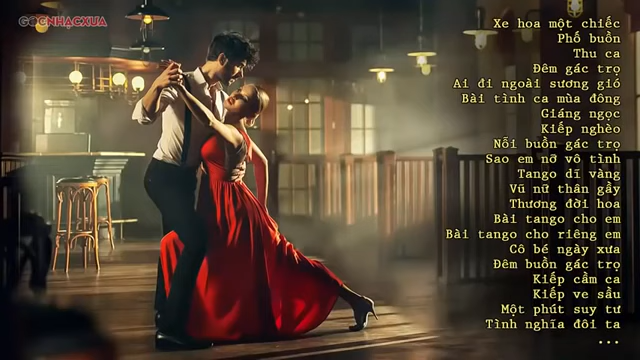 GÓCNHẠCXƯA
Xe hoa một chiếc
Phố buồn
Thu ca
Đêm gác trọ
Ai đi ngoài sương gió
Bài tình ca mùa đông
Giáng ngọc
Kiếp nghèo
Nỗi buồn gác trọ
Sao em nỡ vô tình
Tango dĩ vàng
Vũ nữ thân gầy
Thương đời hoa
Bài tango cho em
Bài tango cho riêng em
Cô bé ngày xưa
Đêm buồn gác trọ
Kiếp cầm ca
Kiếp ve sầu
Một phút suy tư
Tình nghĩa đôi ta
...